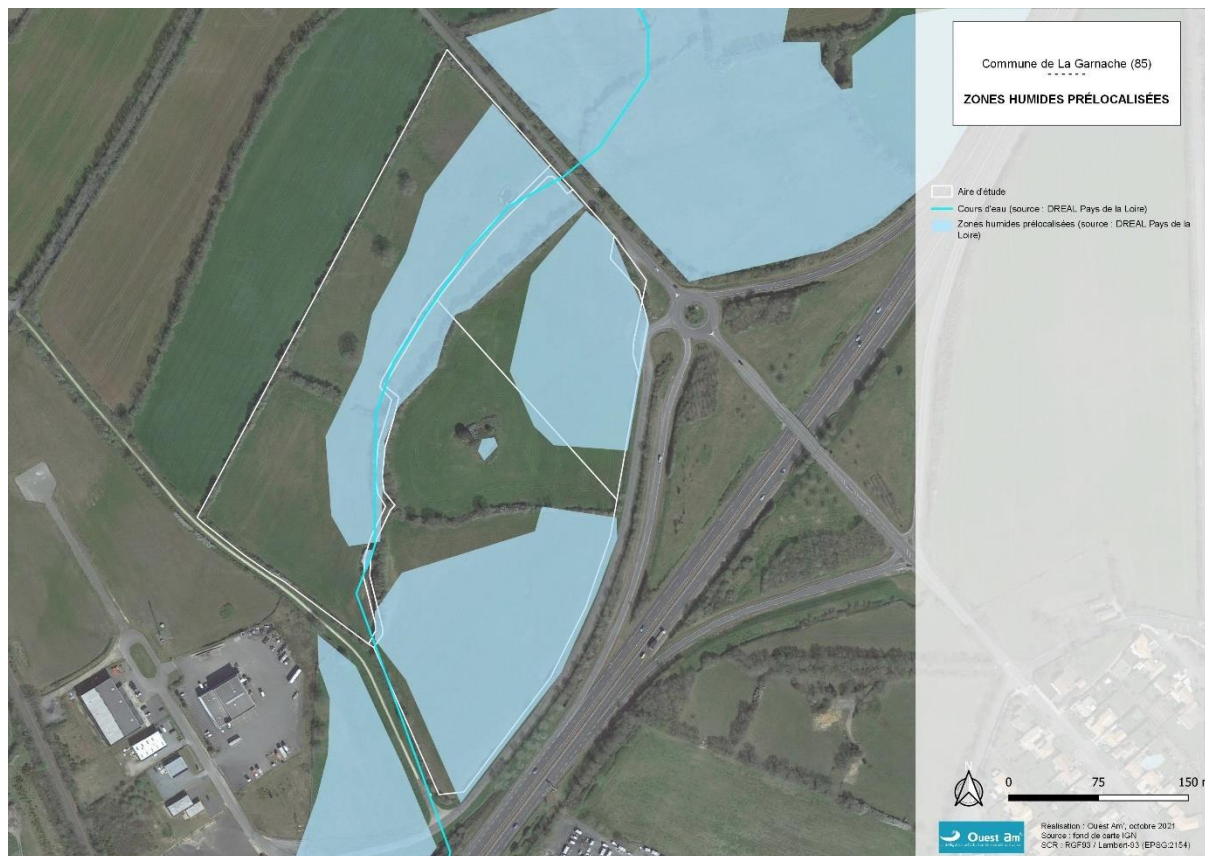 Commune de La Garnache (85)
ZONES HUMIDES PRÉLOCALISÉES
Aire d'étude
Cours d'eau (source : DREAL Pays de la Loire)
Zones humides prélocalisées (source : DREAL Pays de la
Loire)
N
0 75 150 m
Ouest Am'
Réalisation : Ouest Am', octobre 2021
Source : fond de carte IGN
SCR : RGF93 / Lambert-93 (EPSG:2154)